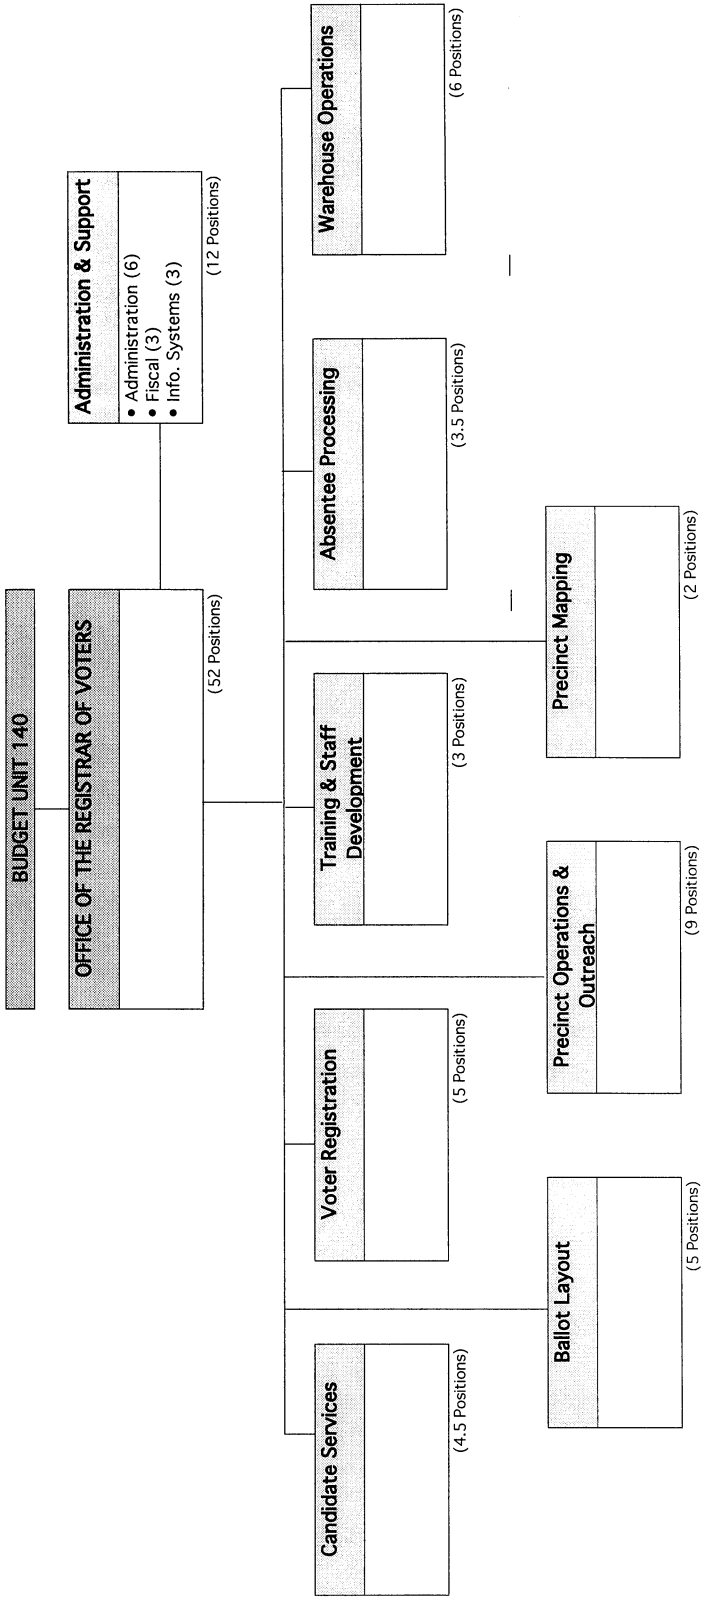 BUDGET UNIT 140
OFFICE OF THE REGISTRAR OF VOTERS
(52 Positions)
Administration & Support
• Administration (6)
• Fiscal (3)
• Info. Systems (3)
(12 Positions)
Candidate Services
(4.5 Positions)
Voter Registration
(5 Positions)
Training & Staff
Development
(3 Positions)
Absentee Processing
(3.5 Positions)
Warehouse Operations
(6 Positions)
Ballot Layout
(5 Positions)
Precinct Operations &
Outreach
(9 Positions)
Precinct Mapping
(2 Positions)